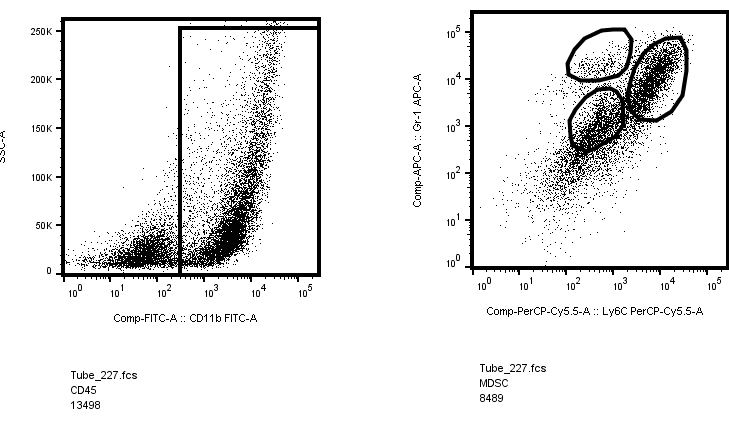 250K
200K
150K
100K
50K
0
SSC-A
10^0 10^1 10^2 10^3 10^4 10^5
Comp-FITC-A :: CD11b FITC-A
Tube_227.fcs
CD45
13498
10^5
10^4
10^3
10^2
10^1
10^0
Comp-APC-A :: Gr-1 APC-A
10^0 10^1 10^2 10^3 10^4 10^5
Comp-PerCP-Cy5.5-A :: Ly6C PerCP-Cy5.5-A
Tube_227.fcs
MDSC
8489